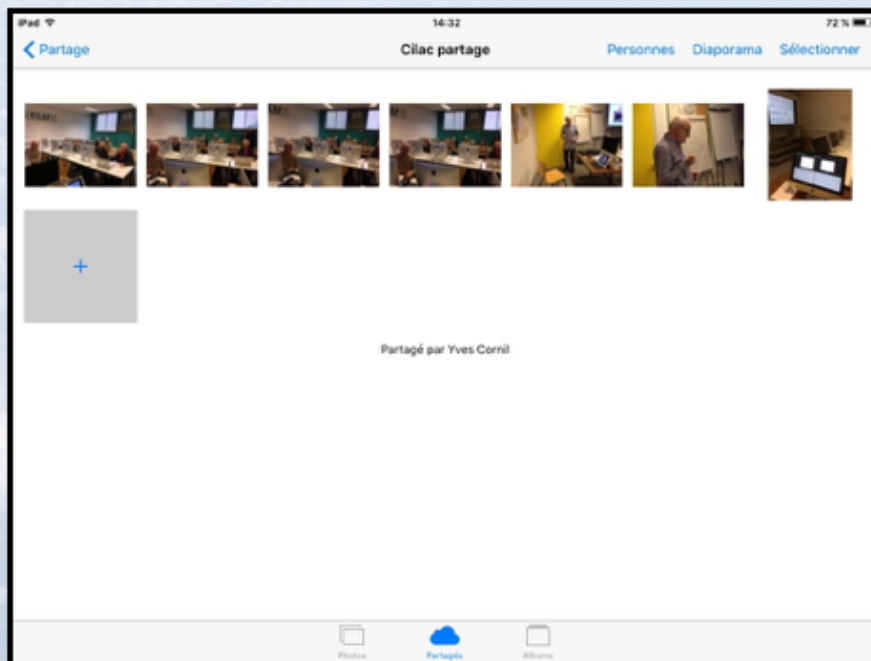 iPad
14:32
72 %
Partage
Cilac partage
Personnes
Diaporama
Sélectionner
+
Partagé par Yves Cornil
Photos
Partagés
Albums